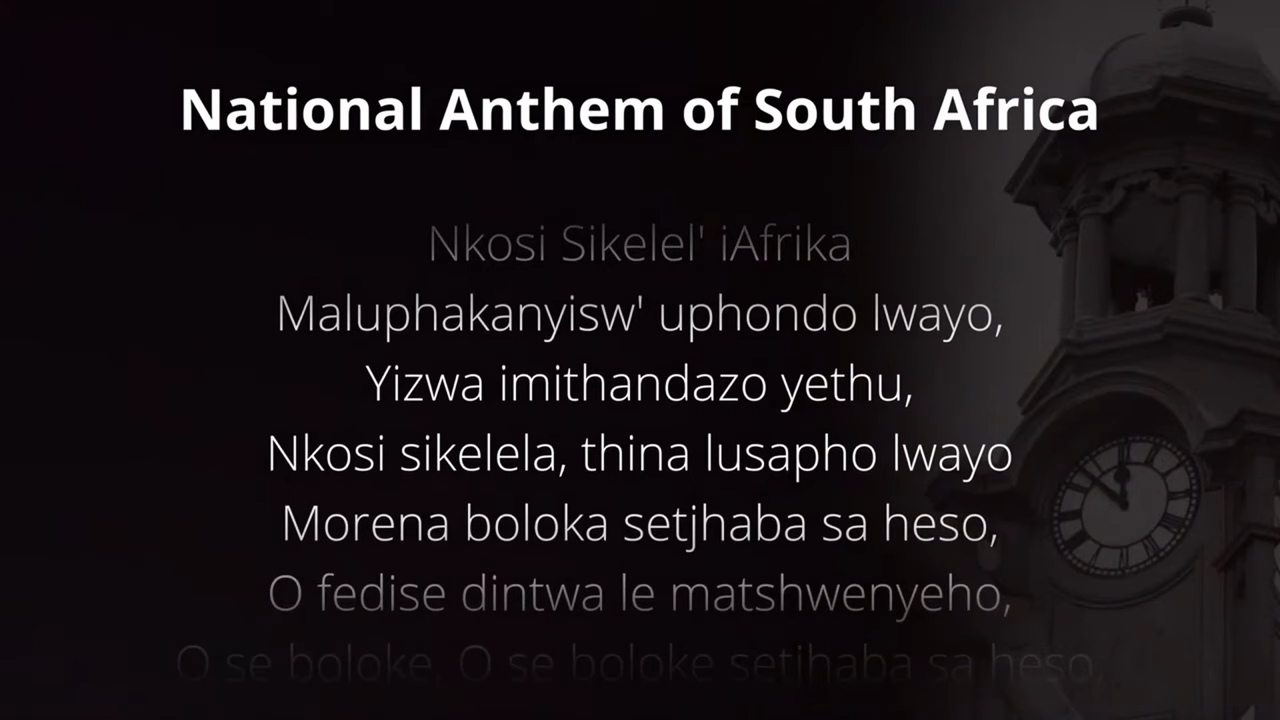 National Anthem of South Africa
Nkosi Sikelel' iAfrika
Maluphakanyisw' uphondo lwayo,
Yizwa imithandazo yethu,
Nkosi sikelela, thina lusapho lwayo
Morena boloka setjhaba sa heso,
O fedise dintwa le matshwenyeho,
O se boloke, O se boloke setjhaba sa heso,